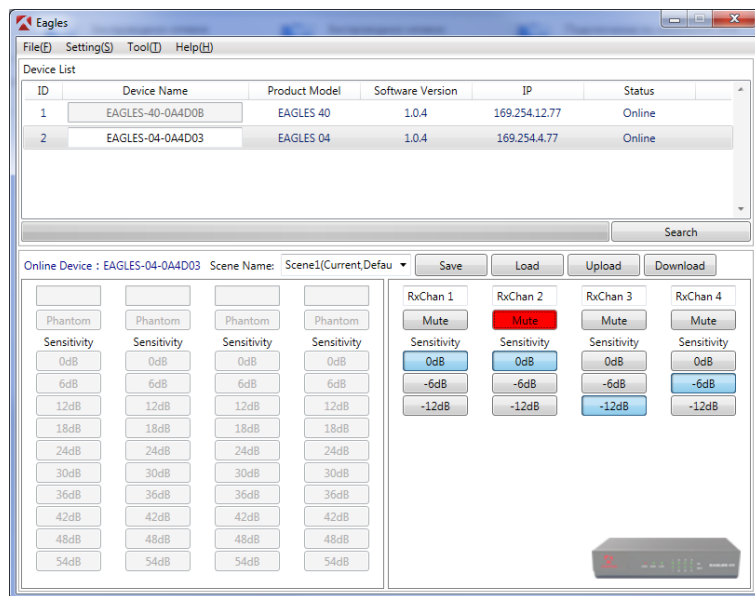 Eagles
File(F) Setting(S) Tool(T) Help(H)
Device List
ID Device Name Product Model Software Version IP Status
1 EAGLES-40-0A4D0B EAGLES 40 1.0.4 169.254.12.77 Online
2 EAGLES-04-0A4D03 EAGLES 04 1.0.4 169.254.4.77 Online
Search
Online Device : EAGLES-04-0A4D03 Scene Name: Scene1(Current,Defau Save Load Upload Download
RxChan 1 RxChan 2 RxChan 3 RxChan 4
Phantom Phantom Phantom Phantom Mute Mute Mute Mute
Sensitivity Sensitivity Sensitivity Sensitivity Sensitivity Sensitivity Sensitivity Sensitivity
0dB 0dB 0dB 0dB 0dB 0dB 0dB 0dB
6dB 6dB 6dB 6dB -6dB -6dB -6dB -6dB
12dB 12dB 12dB 12dB -12dB -12dB -12dB -12dB
18dB 18dB 18dB 18dB
24dB 24dB 24dB 24dB
30dB 30dB 30dB 30dB
36dB 36dB 36dB 36dB
42dB 42dB 42dB 42dB
48dB 48dB 48dB 48dB
54dB 54dB 54dB 54dB